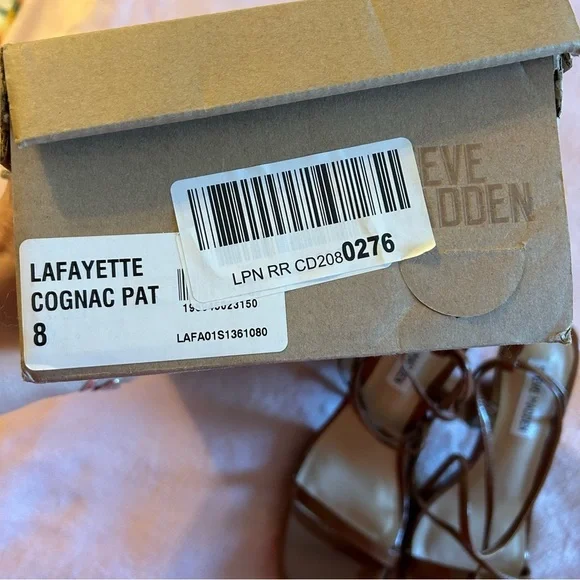 EVE
DDEN
LPN RR CD2080276
LAFAYETTE
COGNAC PAT
8
LAFA01S1361080